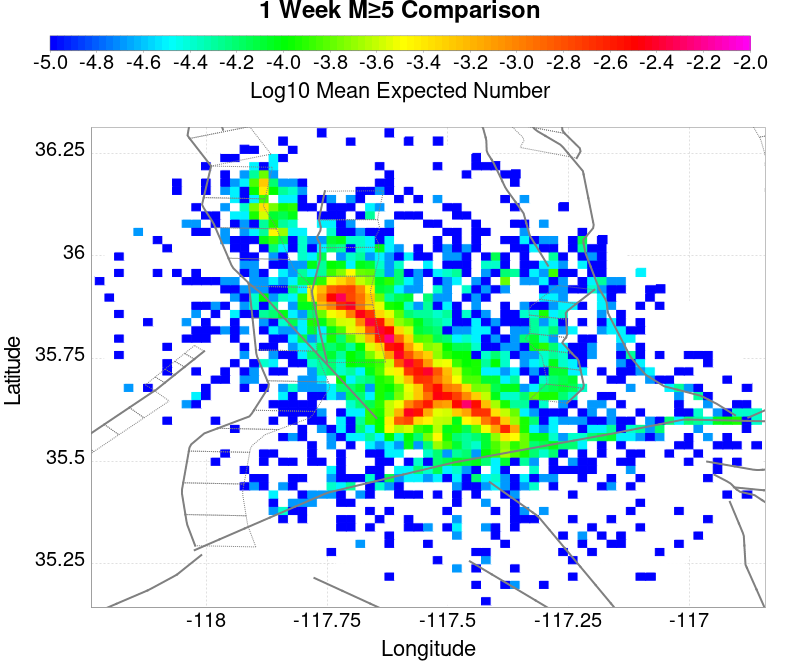 1 Week M≥5 Comparison
-5.0 -4.8 -4.6 -4.4 -4.2 -4.0 -3.8 -3.6 -3.4 -3.2 -3.0 -2.8 -2.6 -2.4 -2.2 -2.0
Log10 Mean Expected Number
36.25
36
35.75
35.5
35.25
Latitude
-118 -117.75 -117.5 -117.25 -117
Longitude